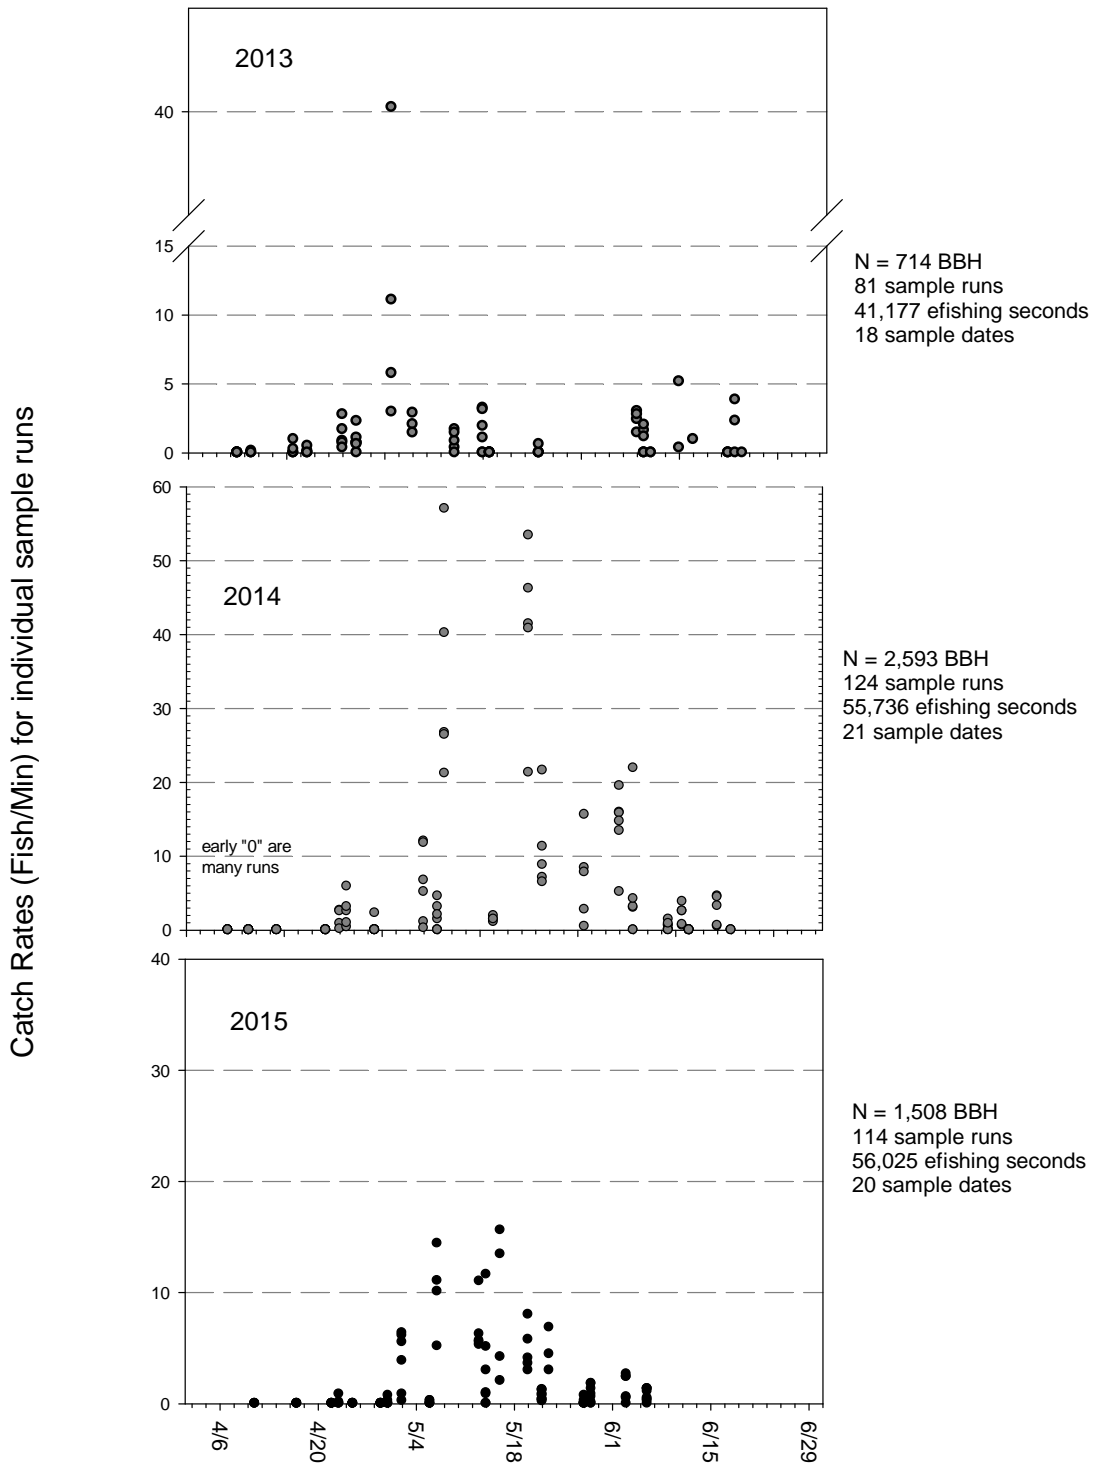 Catch Rates (Fish/Min) for individual sample runs
2013
40
15
10
5
0
N = 714 BBH
81 sample runs
41,177 efishing seconds
18 sample dates
60
50
40
30
20
10
0
2014
early "0" are
many runs
N = 2,593 BBH
124 sample runs
55,736 efishing seconds
21 sample dates
40
30
20
10
0
2015
N = 1,508 BBH
114 sample runs
56,025 efishing seconds
20 sample dates
4/6
4/20
5/4
5/18
6/1
6/15
6/29